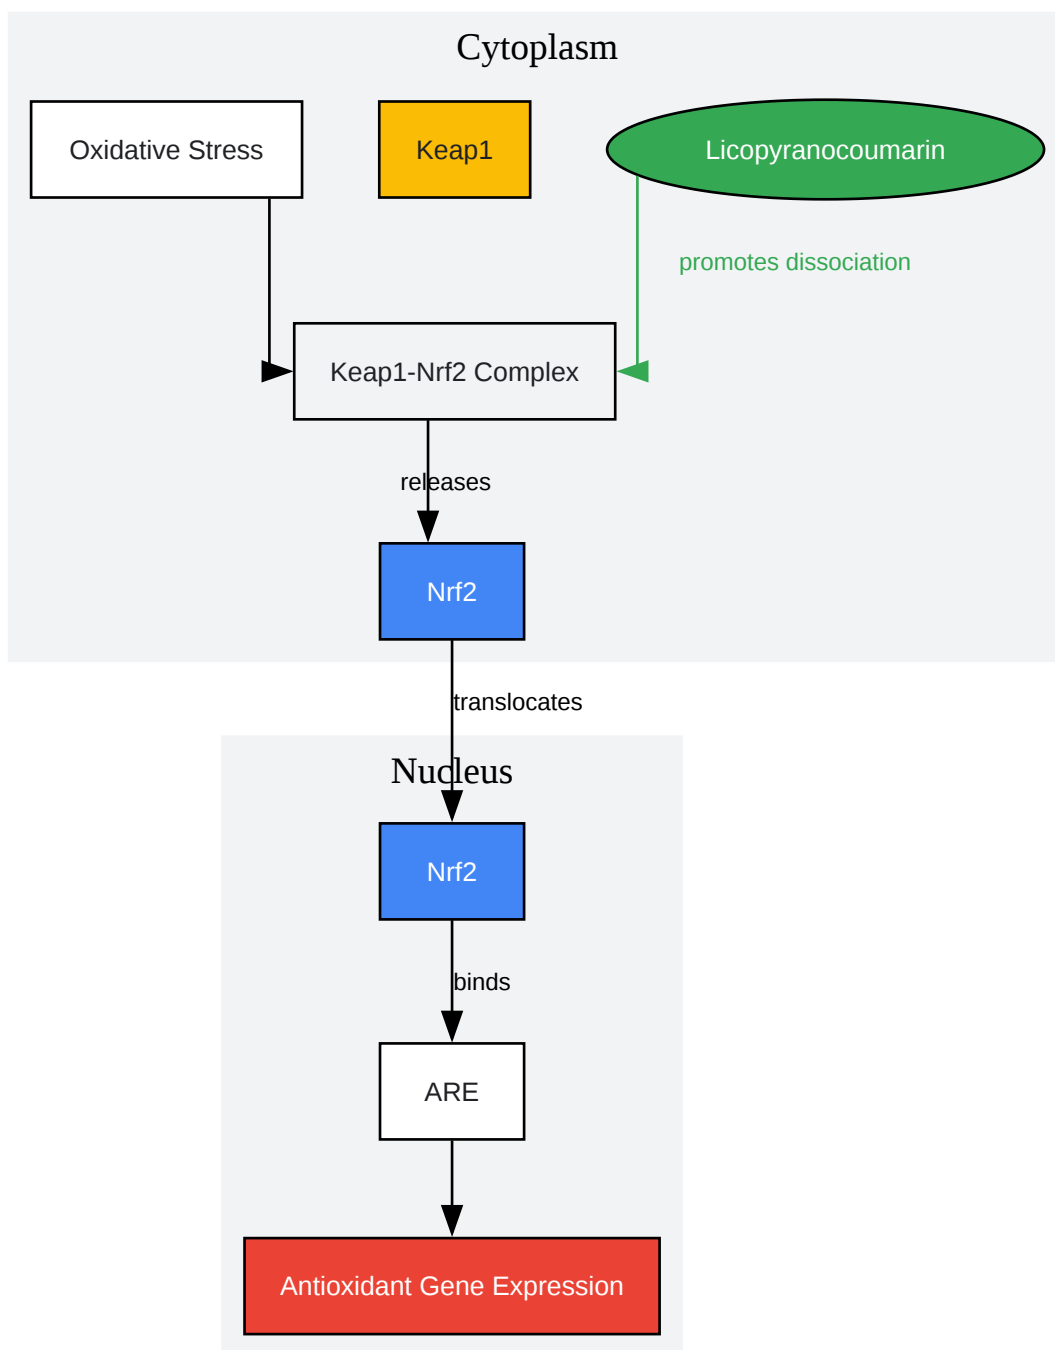 Cytoplasm
Oxidative Stress
Keap1
Licopyranocoumarin
promotes dissociation
Keap1-Nrf2 Complex
releases
Nrf2
translocates
Nucleus
Nrf2
binds
ARE
Antioxidant Gene Expression